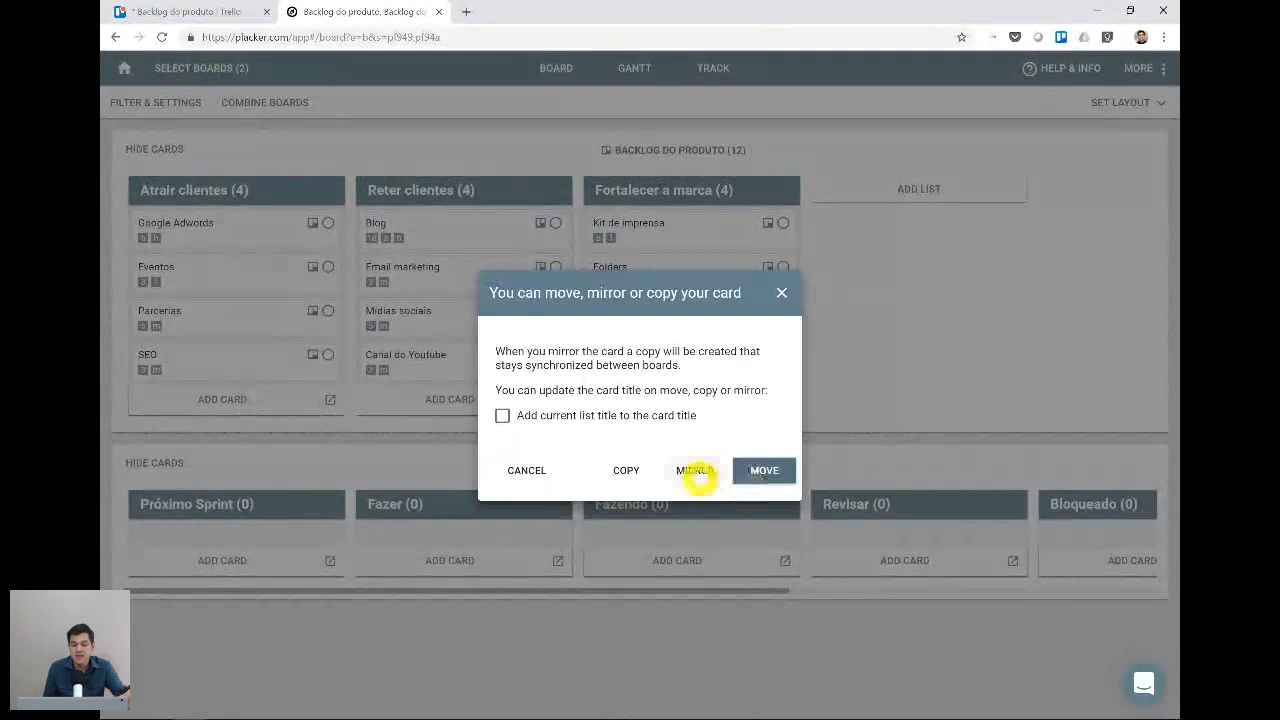 * Backlog do produto | Trello
Backlog do produto, Backlog do
https://placker.com/app#/board?e=b&s=pf949,pf94a
SELECT BOARDS (2)
BOARD
GANTT
TRACK
HELP & INFO
MORE
FILTER & SETTINGS
COMBINE BOARDS
SET LAYOUT
HIDE CARDS
BACKLOG DO PRODUTO (12)
Atrair clientes (4)
Reter clientes (4)
Fortalecer a marca (4)
ADD LIST
Google Adwords
Blog
Kit de imprensa
Eventos
Email marketing
Folders
Parcerias
Mídias sociais
SEO
Canal do Youtube
ADD CARD
ADD CARD
You can move, mirror or copy your card
When you mirror the card a copy will be created that
stays synchronized between boards.
You can update the card title on move, copy or mirror:
Add current list title to the card title
CANCEL
COPY
MIRROR
MOVE
HIDE CARDS
Próximo Sprint (0)
Fazer (0)
Fazendo (0)
Revisar (0)
Bloqueado (0)
ADD CARD
ADD CARD
ADD CARD
ADD CARD
ADD CARD